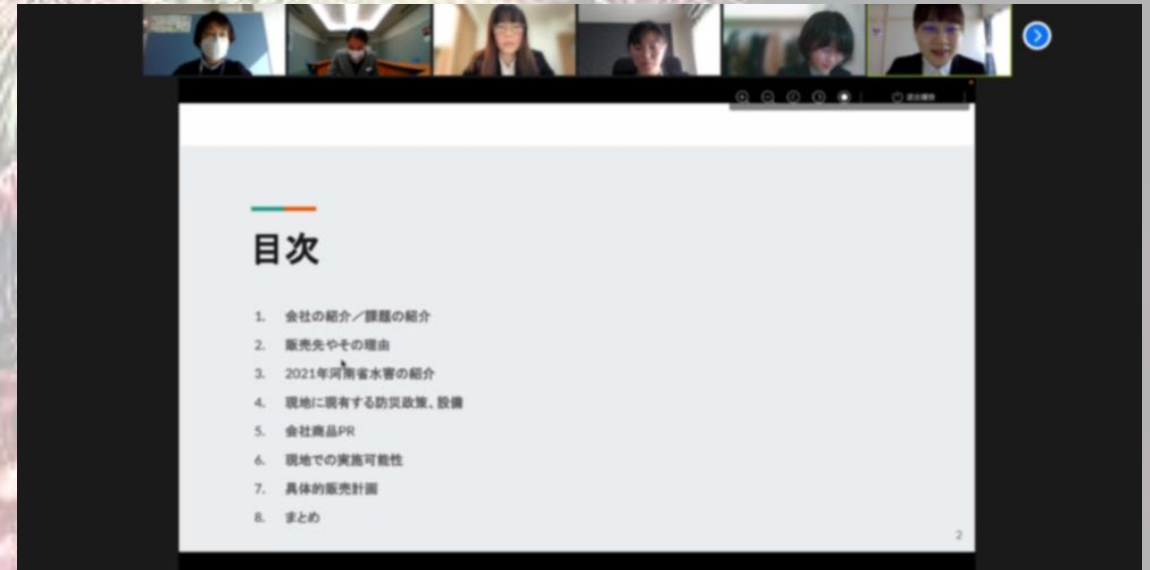 目次
1. 会社の紹介／課題の紹介
2. 販売先やその理由
3. 2021年河南省水害の紹介
4. 現地に現有する防災政策、設備
5. 会社商品PR
6. 現地での実施可能性
7. 具体的販売計画
8. まとめ
2